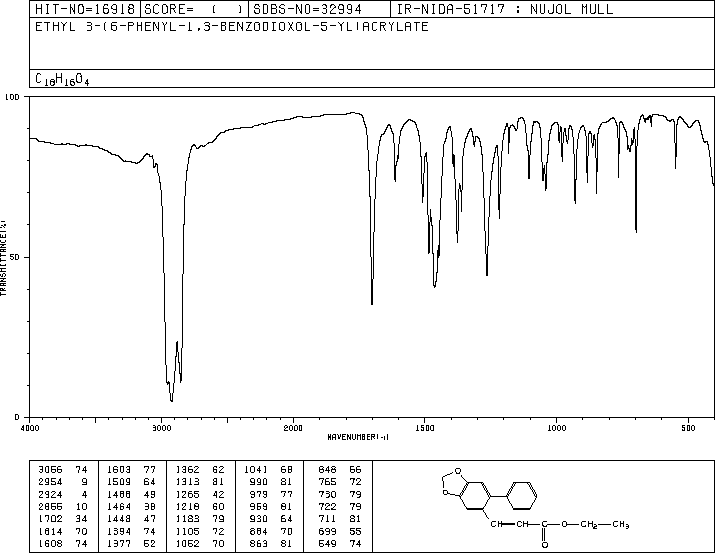 HIT-NO=16918 SCORE= ( ) SDBS-NO=32994 IR-NIDA-51717 : NUJOL MULL
ETHYL 3-(6-PHENYL-1,3-BENZODIOXOL-5-YL)ACRYLATE
C18H16O4
100
50
0
TRANSMITTANCE(%)
4000 3000 2000 1500 1000 500
WAVENUMBER(-1)
3066 74 1603 77 1362 62 1041 68 848 66
2954 9 1509 64 1313 81 990 81 765 72
2924 4 1488 49 1265 42 979 77 730 79
2855 10 1464 38 1218 60 969 81 722 79
1702 34 1448 47 1183 79 930 64 711 81
1614 70 1394 74 1105 72 884 70 699 55
1608 74 1377 52 1052 70 863 81 549 74
O
O
CH=CH—C—O—CH2—CH3
O